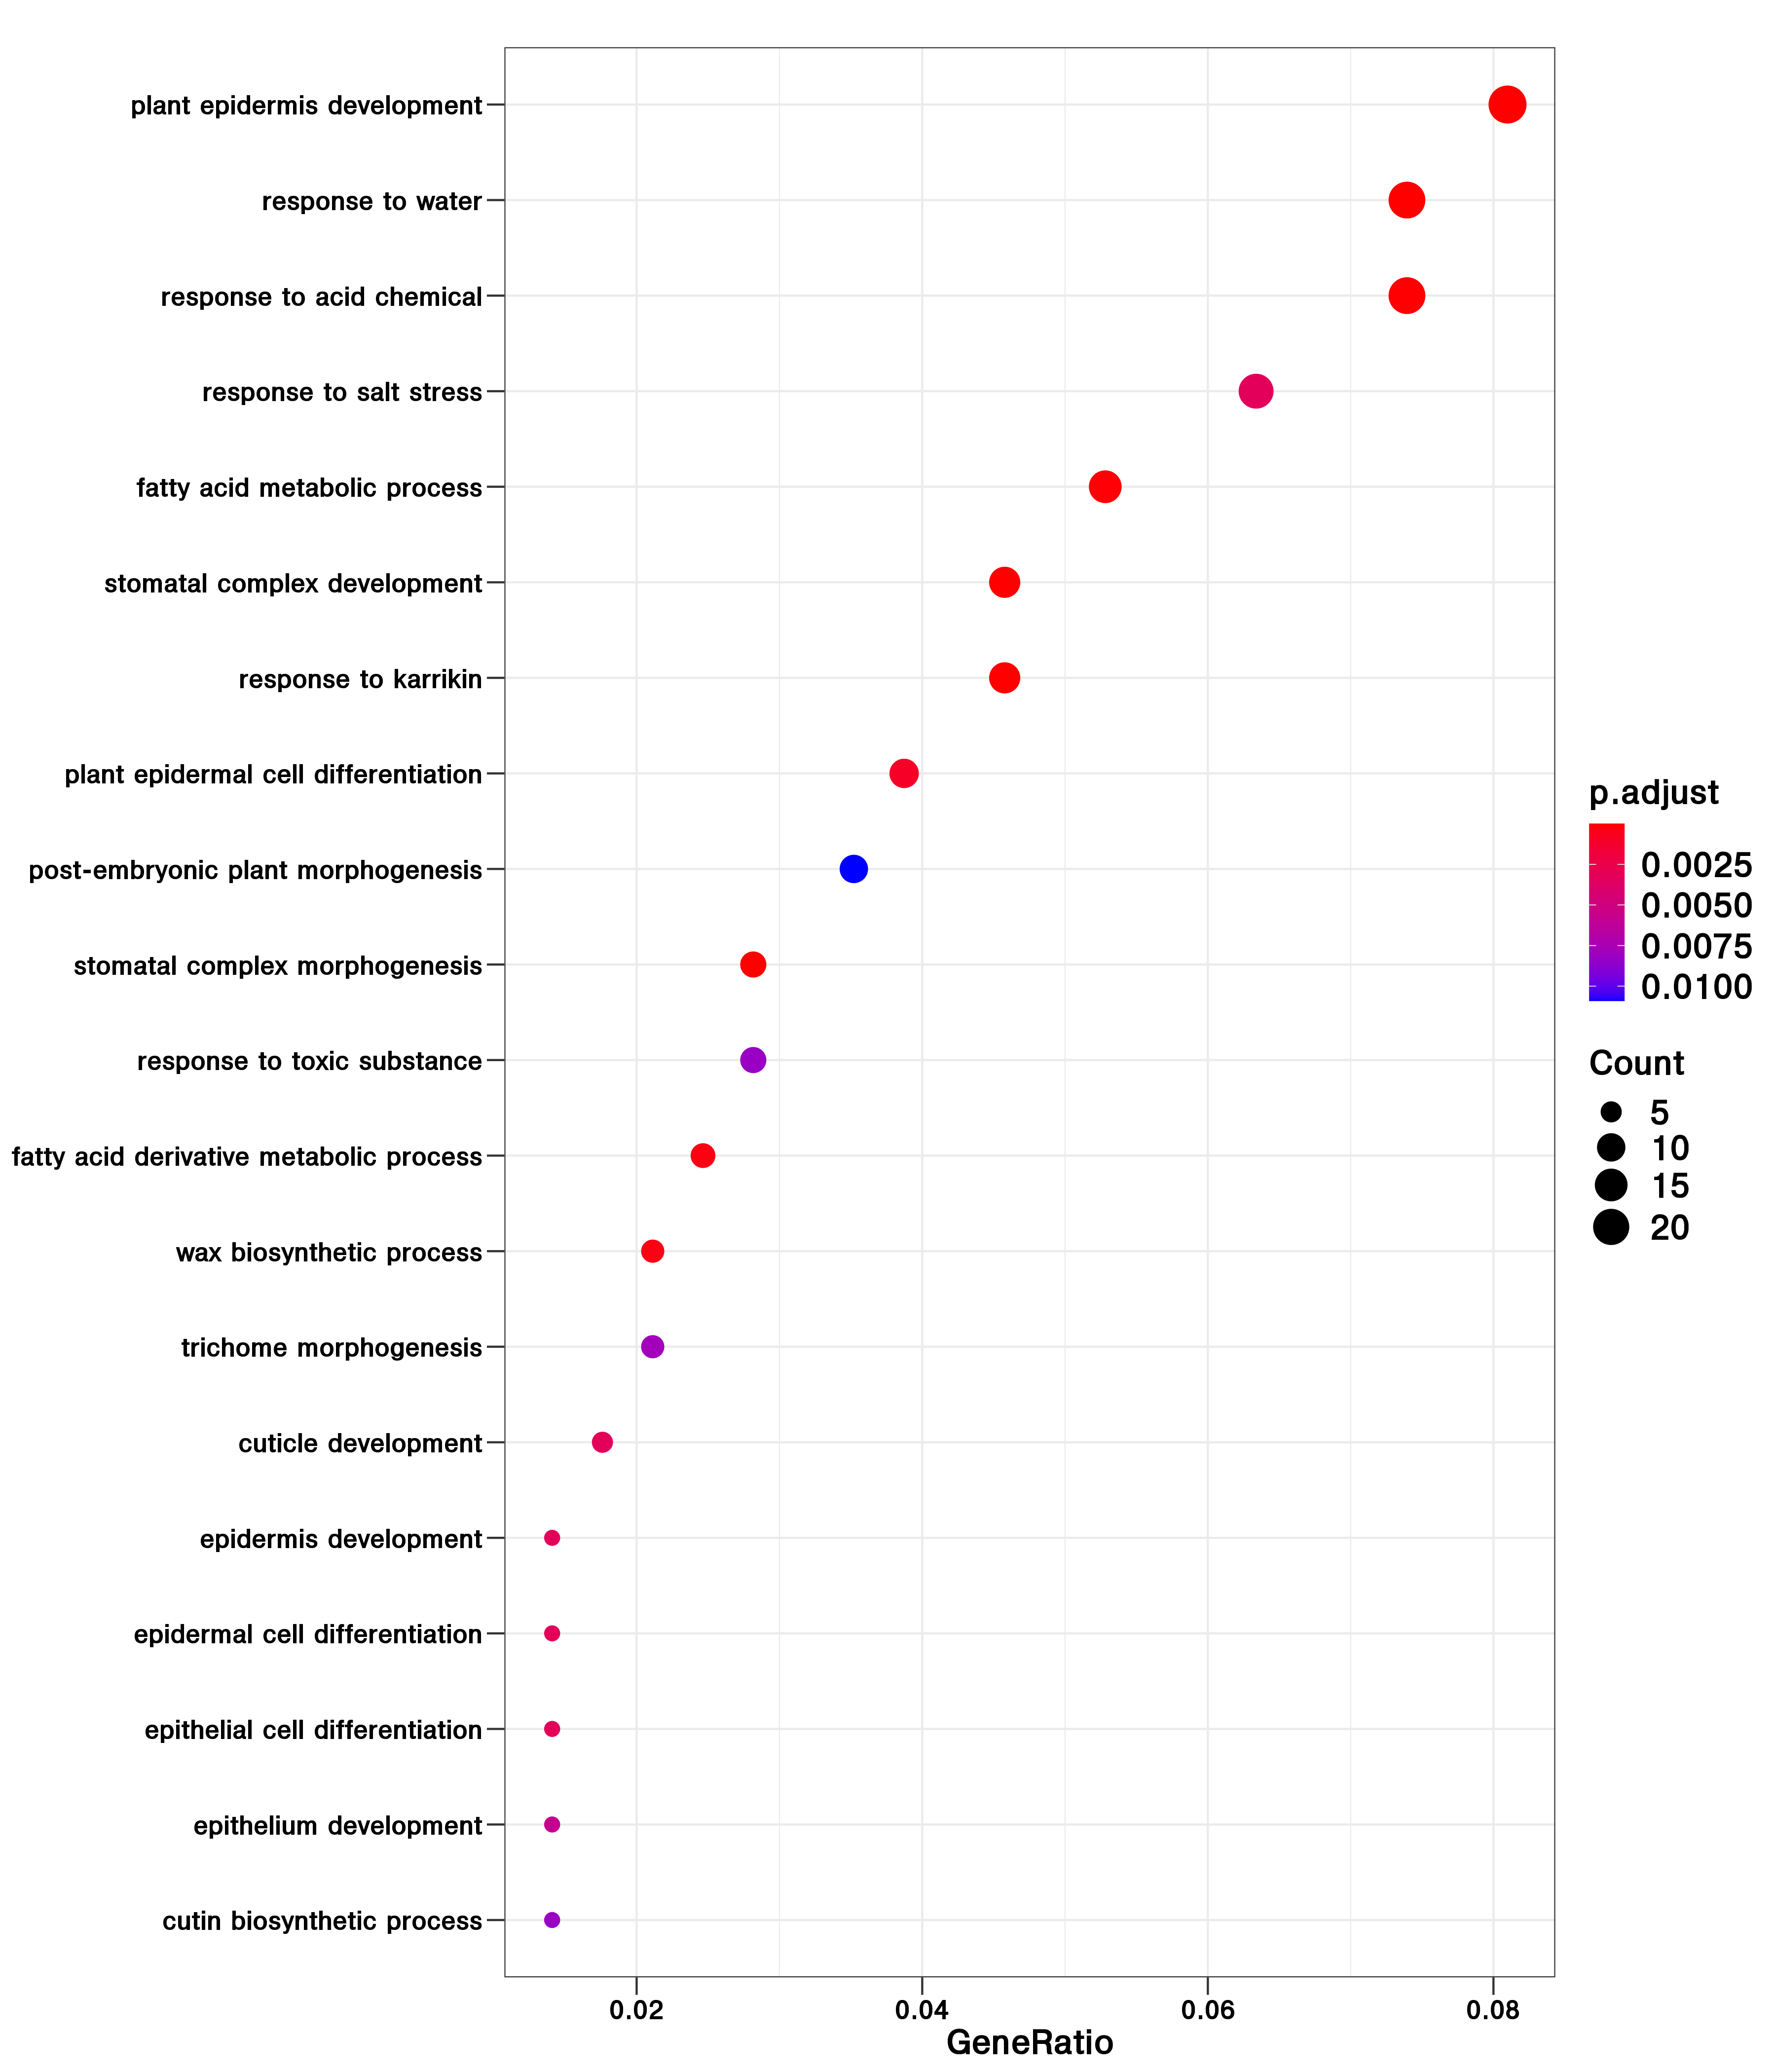 plant epidermis development
response to water
response to acid chemical
response to salt stress
fatty acid metabolic process
stomatal complex development
response to karrikin
plant epidermal cell differentiation
post-embryonic plant morphogenesis
stomatal complex morphogenesis
response to toxic substance
fatty acid derivative metabolic process
wax biosynthetic process
trichome morphogenesis
cuticle development
epidermis development
epidermal cell differentiation
epithelial cell differentiation
epithelium development
cutin biosynthetic process
0.02 0.04 0.06 0.08
GeneRatio
p.adjust
0.0025
0.0050
0.0075
0.0100
Count
5
10
15
20